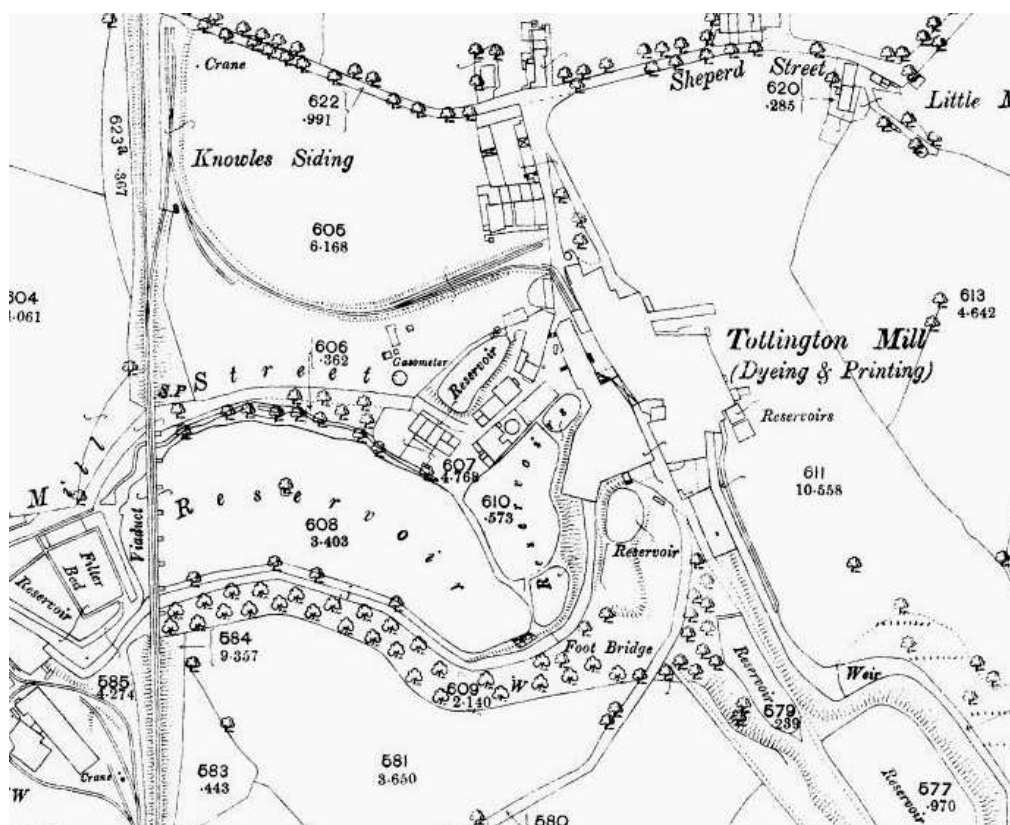 Crane
622
.991
Sheperd Street
620
.285
Little M
623a .367
Knowles Siding
605
6.168
604
613
4.642
Tottington Mill
(Dyeing & Printing)
606
.362
Gasometer
Reservoir
S.P
Street
Reservoirs
M
607
4.768
611
10.558
Reservoir
608
3.403
610
.573
Reservoir
Reservoir
Viaduct
Filter Bed
Reservoir
584
9.357
Foot Bridge
585
4.274
609
2.140
W
Reservoir
Weir
579
.239
581
3.650
583
.443
Crane
W
577
.970
Reservoir
580